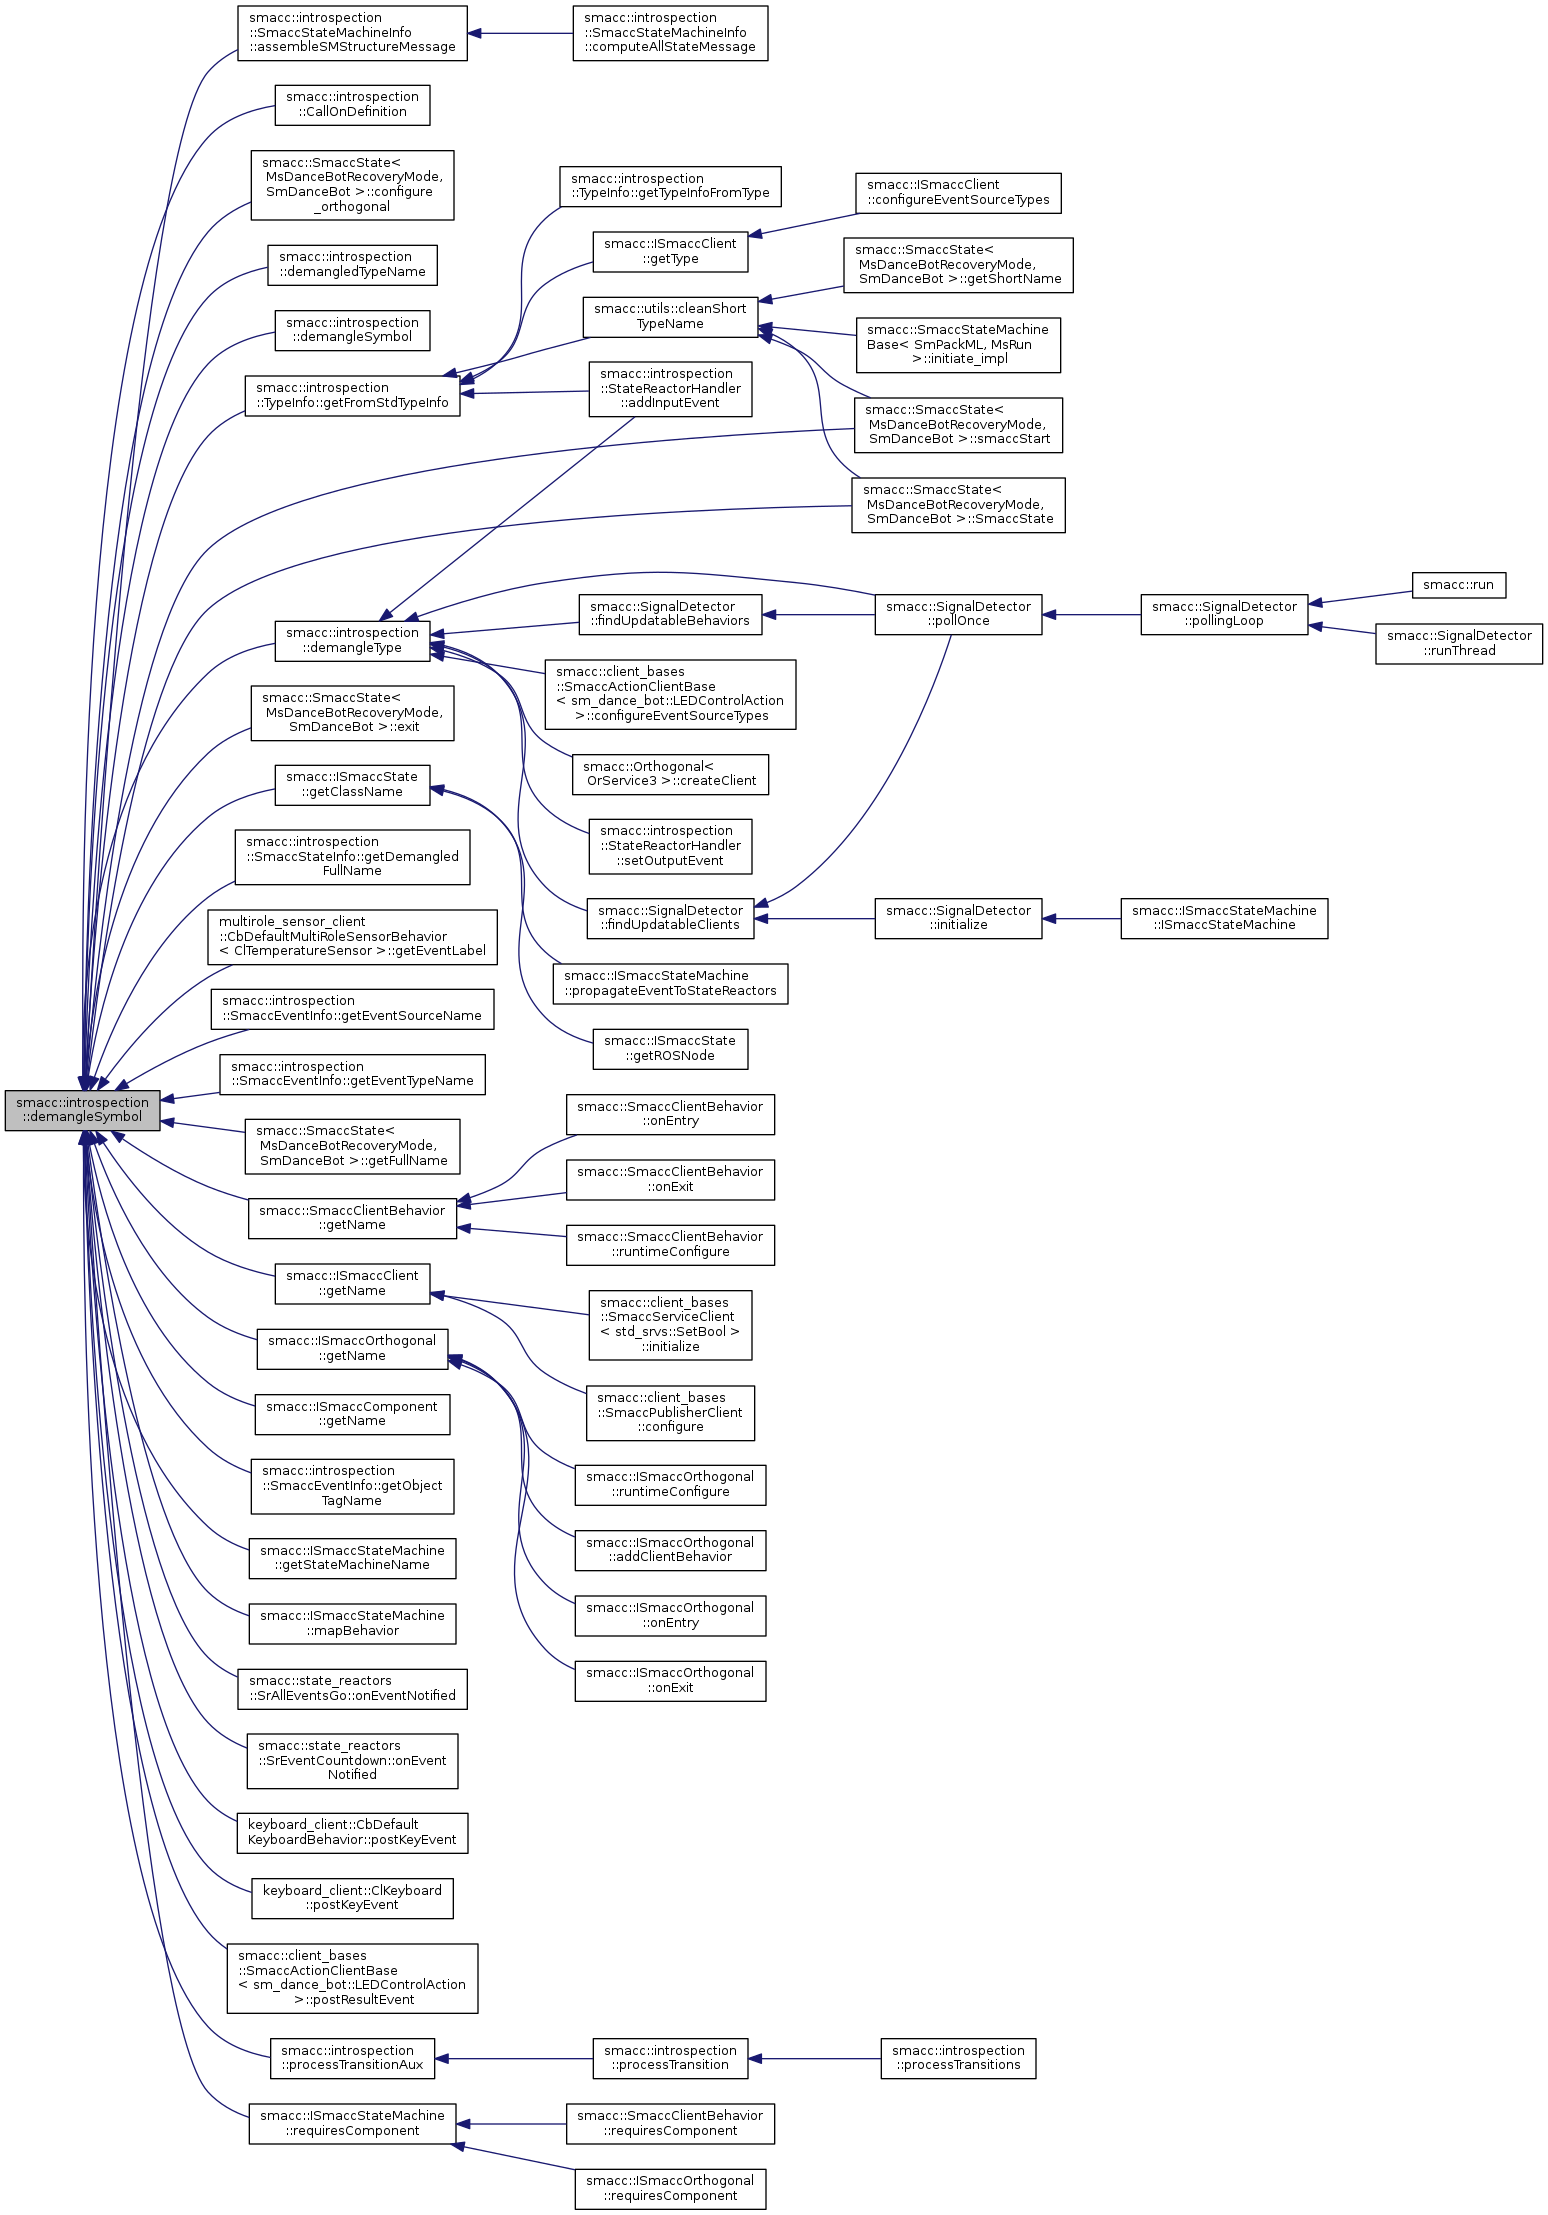 smacc::introspection
::SmaccStateMachineInfo
::assembleSMStructureMessage
smacc::introspection
::SmaccStateMachineInfo
::computeAllStateMessage
smacc::introspection
::CallOnDefinition
smacc::SmaccState<
MsDanceBotRecoveryMode,
SmDanceBot >::configure
_orthogonal
smacc::introspection
::demangledTypeName
smacc::introspection
::demangleSymbol
smacc::introspection
::TypeInfo::getFromStdTypeInfo
smacc::introspection
::TypeInfo::getTypeInfoFromType
smacc::ISmaccClient
::getType
smacc::ISmaccClient
::configureEventSourceTypes
smacc::utils::cleanShort
TypeName
smacc::SmaccState<
MsDanceBotRecoveryMode,
SmDanceBot >::getShortName
smacc::SmaccStateMachine
Base< SmPackML, MsRun
>::initiate_impl
smacc::introspection
::StateReactorHandler
::addInputEvent
smacc::SmaccState<
MsDanceBotRecoveryMode,
SmDanceBot >::smaccStart
smacc::SmaccState<
MsDanceBotRecoveryMode,
SmDanceBot >::SmaccState
smacc::introspection
::demangleType
smacc::SignalDetector
::findUpdatableBehaviors
smacc::SignalDetector
::pollOnce
smacc::SignalDetector
::pollingLoop
smacc::run
smacc::SignalDetector
::runThread
smacc::client_bases
::SmaccActionClientBase
< sm_dance_bot::LEDControlAction
>::configureEventSourceTypes
smacc::Orthogonal<
OrService3 >::createClient
smacc::introspection
::StateReactorHandler
::setOutputEvent
smacc::SignalDetector
::findUpdatableClients
smacc::SignalDetector
::initialize
smacc::ISmaccStateMachine
::ISmaccStateMachine
smacc::SmaccState<
MsDanceBotRecoveryMode,
SmDanceBot >::exit
smacc::ISmaccState
::getClassName
smacc::ISmaccStateMachine
::propagateEventToStateReactors
smacc::ISmaccState
::getROSNode
smacc::introspection
::SmaccStateInfo::getDemangled
FullName
multirole_sensor_client
::CbDefaultMultiRoleSensorBehavior
< ClTemperatureSensor >::getEventLabel
smacc::introspection
::SmaccEventInfo::getEventSourceName
smacc::introspection
::SmaccEventInfo::getEventTypeName
smacc::introspection
::demangleSymbol
smacc::SmaccState<
MsDanceBotRecoveryMode,
SmDanceBot >::getFullName
smacc::SmaccClientBehavior
::getName
smacc::SmaccClientBehavior
::onEntry
smacc::SmaccClientBehavior
::onExit
smacc::SmaccClientBehavior
::runtimeConfigure
smacc::ISmaccClient
::getName
smacc::client_bases
::SmaccServiceClient
< std_srvs::SetBool >
::initialize
smacc::client_bases
::SmaccPublisherClient
::configure
smacc::ISmaccOrthogonal
::getName
smacc::ISmaccOrthogonal
::runtimeConfigure
smacc::ISmaccOrthogonal
::addClientBehavior
smacc::ISmaccOrthogonal
::onEntry
smacc::ISmaccOrthogonal
::onExit
smacc::ISmaccComponent
::getName
smacc::introspection
::SmaccEventInfo::getObject
TagName
smacc::ISmaccStateMachine
::getStateMachineName
smacc::ISmaccStateMachine
::mapBehavior
smacc::state_reactors
::SrAllEventsGo::onEventNotified
smacc::state_reactors
::SrEventCountdown::onEvent
Notified
keyboard_client::CbDefault
KeyboardBehavior::postKeyEvent
keyboard_client::ClKeyboard
::postKeyEvent
smacc::client_bases
::SmaccActionClientBase
< sm_dance_bot::LEDControlAction
>::postResultEvent
smacc::introspection
::processTransitionAux
smacc::introspection
::processTransition
smacc::introspection
::processTransitions
smacc::ISmaccStateMachine
::requiresComponent
smacc::SmaccClientBehavior
::requiresComponent
smacc::ISmaccOrthogonal
::requiresComponent